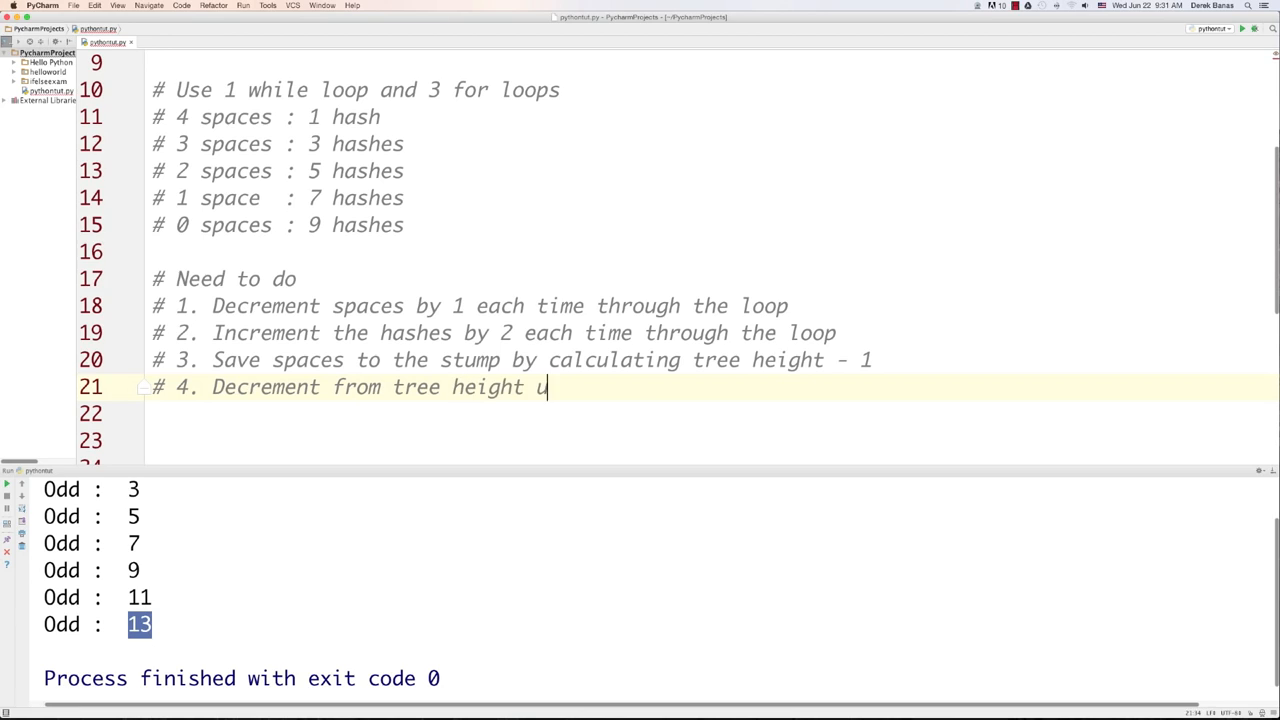 PyCharm File Edit View Navigate Code Refactor Run Tools VCS Window Help 10 Wed Jun 22 9:31 AM Derek Banas
pythontut.py - PycharmProjects - [~/PycharmProjects]
PycharmProjects pythontut.py pythontut
pythontut.py ×
PycharmProject
Hello Python
helloworld
ifelseexam
pythontut.py
External Librarie
9
10 # Use 1 while loop and 3 for loops
11 # 4 spaces : 1 hash
12 # 3 spaces : 3 hashes
13 # 2 spaces : 5 hashes
14 # 1 space  : 7 hashes
15 # 0 spaces : 9 hashes
16
17 # Need to do
18 # 1. Decrement spaces by 1 each time through the loop
19 # 2. Increment the hashes by 2 each time through the loop
20 # 3. Save spaces to the stump by calculating tree height - 1
21 # 4. Decrement from tree height u
22
23
Run pythontut
Odd :  3
Odd :  5
Odd :  7
Odd :  9
Odd :  11
Odd :  13
Process finished with exit code 0
21:34 LF÷ UTF-8÷